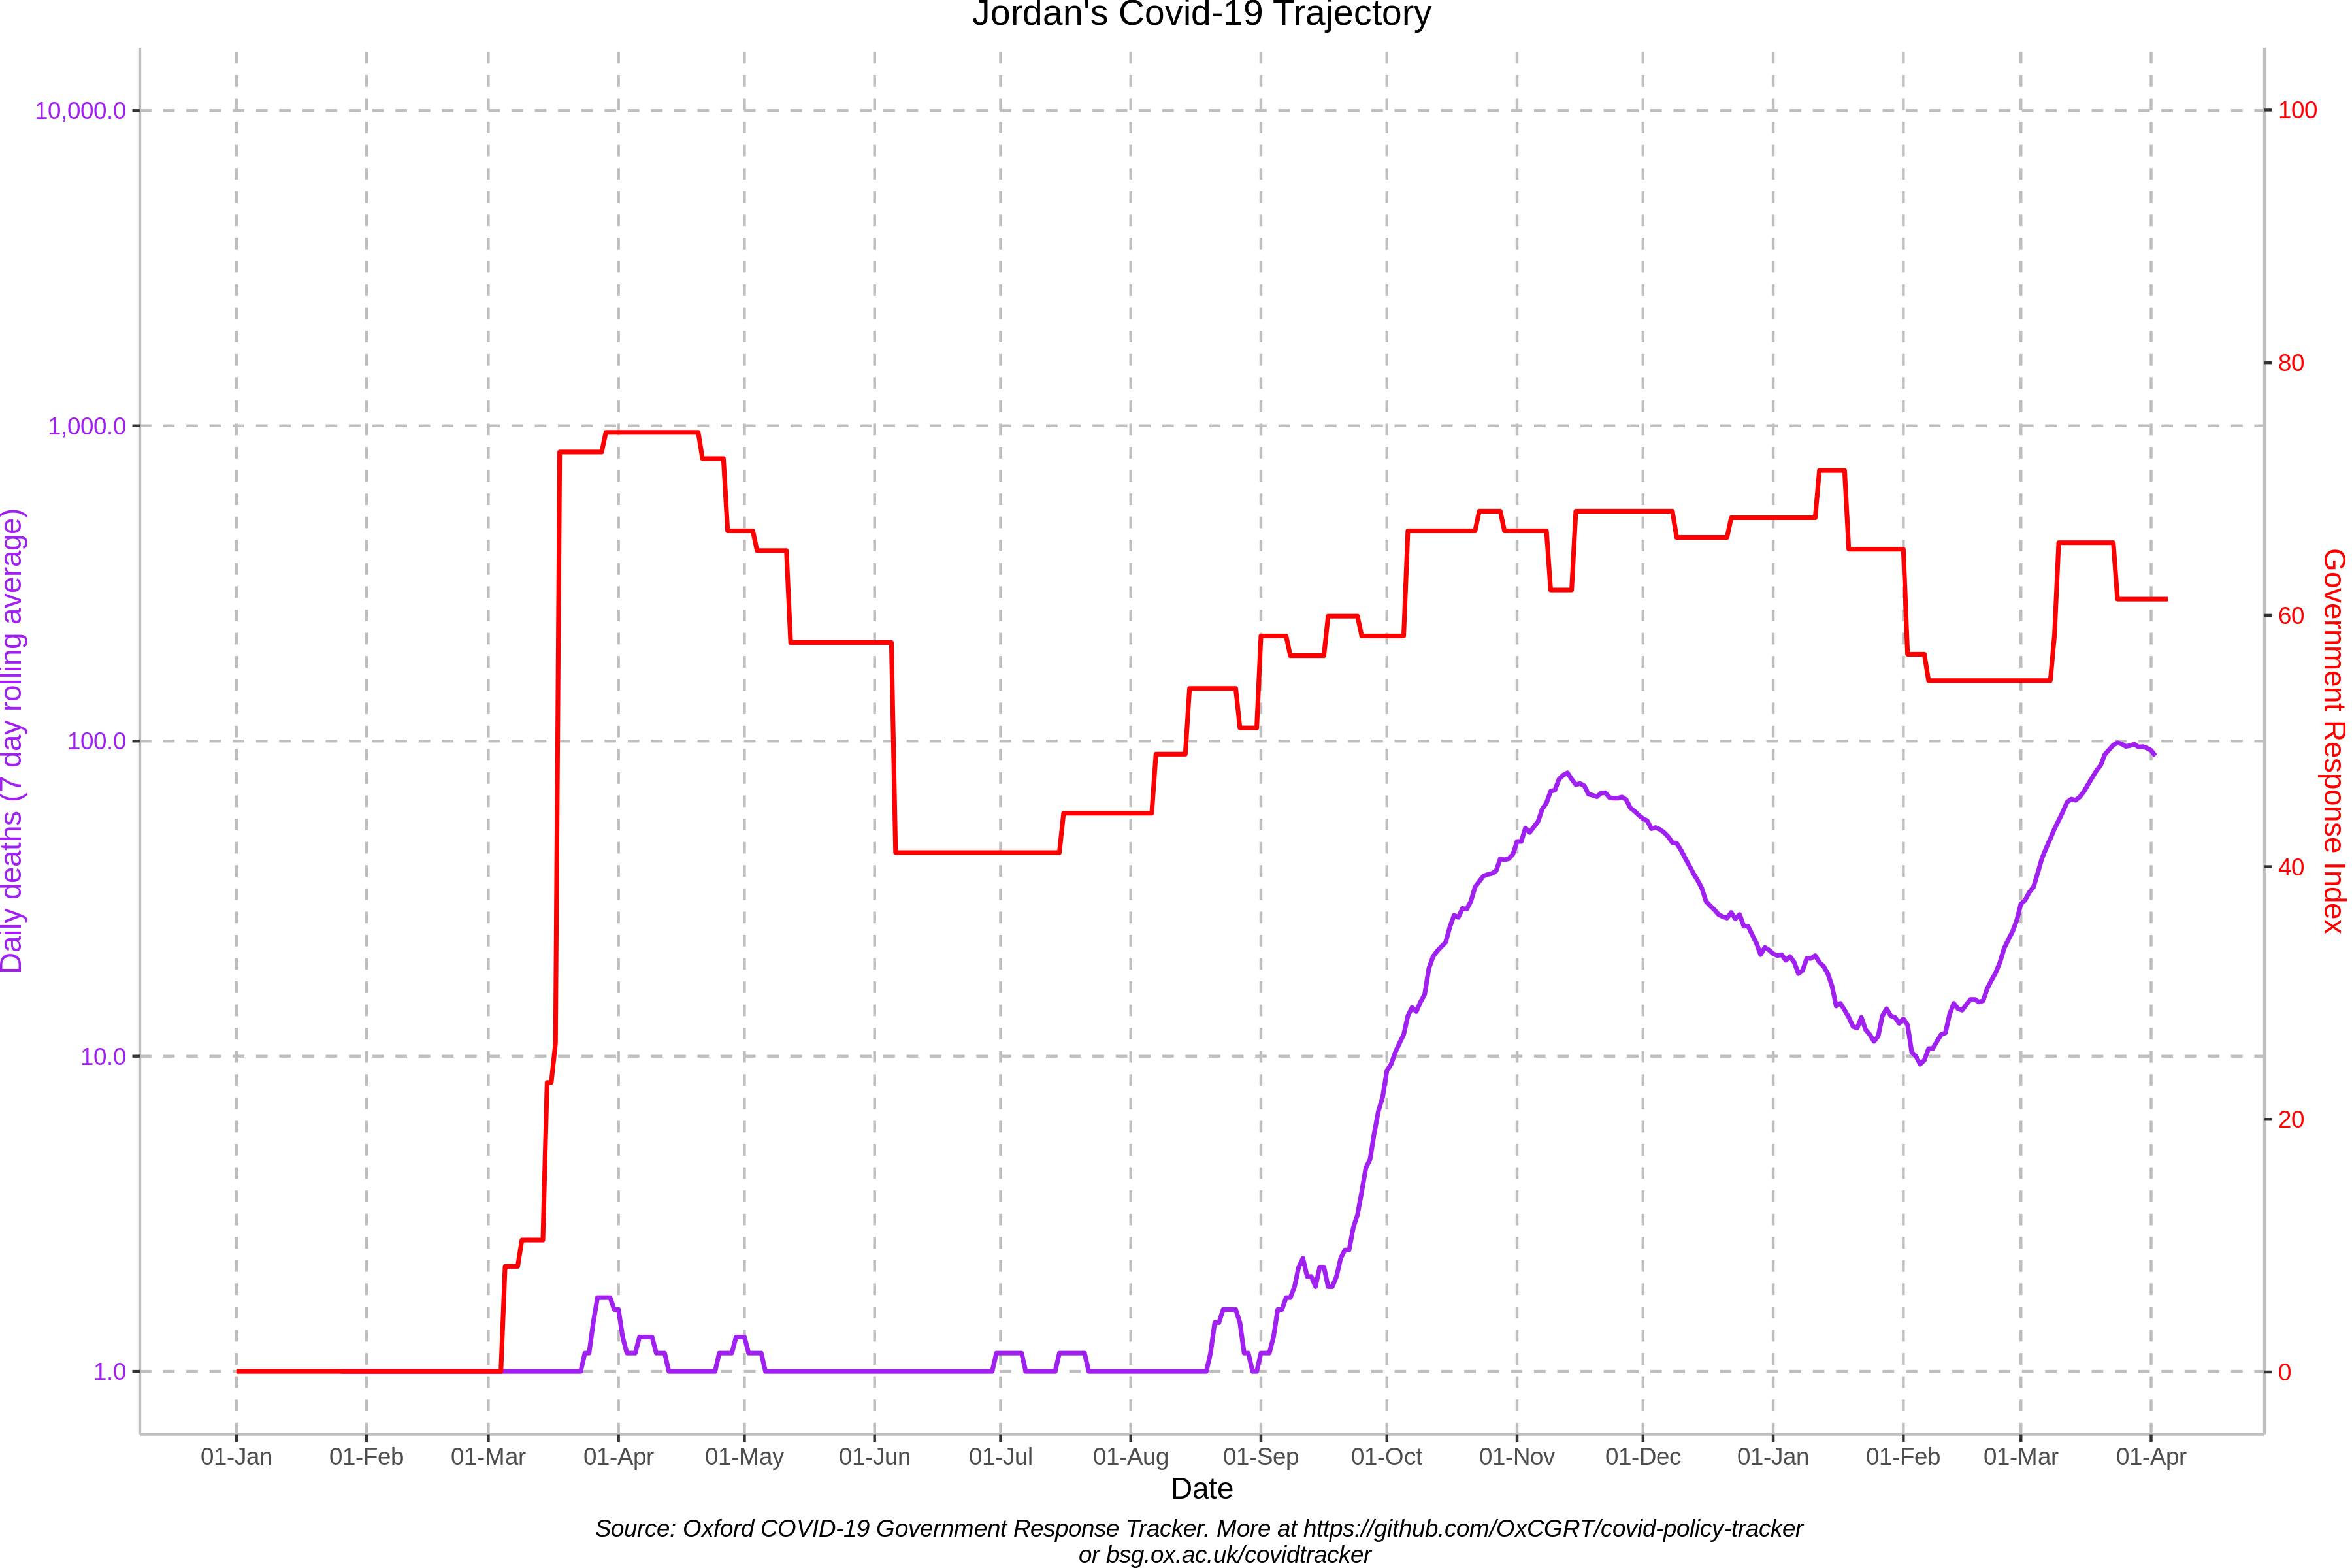 Jordan's Covid-19 Trajectory
10,000.0
1,000.0
100.0
10.0
1.0
Daily deaths (7 day rolling average)
100
80
60
40
20
0
Government Response Index
01-Jan 01-Feb 01-Mar 01-Apr 01-May 01-Jun 01-Jul 01-Aug 01-Sep 01-Oct 01-Nov 01-Dec 01-Jan 01-Feb 01-Mar 01-Apr
Date
Source: Oxford COVID-19 Government Response Tracker. More at https://github.com/OxCGRT/covid-policy-tracker
or bsg.ox.ac.uk/covidtracker